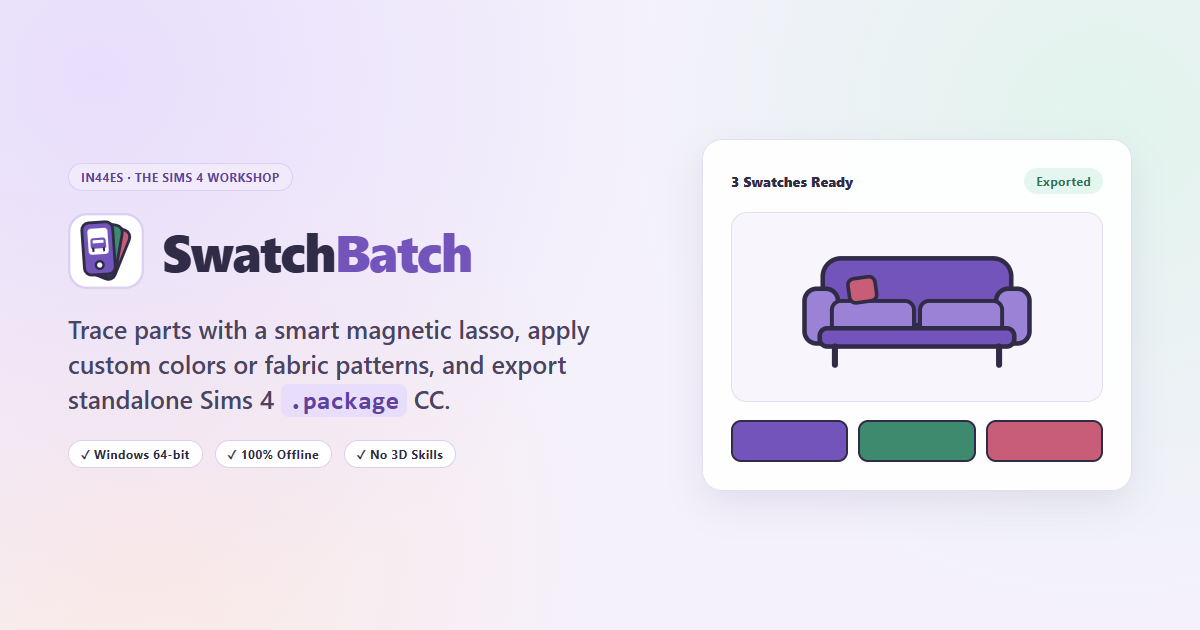 IN44ES · THE SIMS 4 WORKSHOP
SwatchBatch
Trace parts with a smart magnetic lasso, apply
custom colors or fabric patterns, and export
standalone Sims 4 .package CC.
✓ Windows 64-bit
✓ 100% Offline
✓ No 3D Skills
3 Swatches Ready
Exported